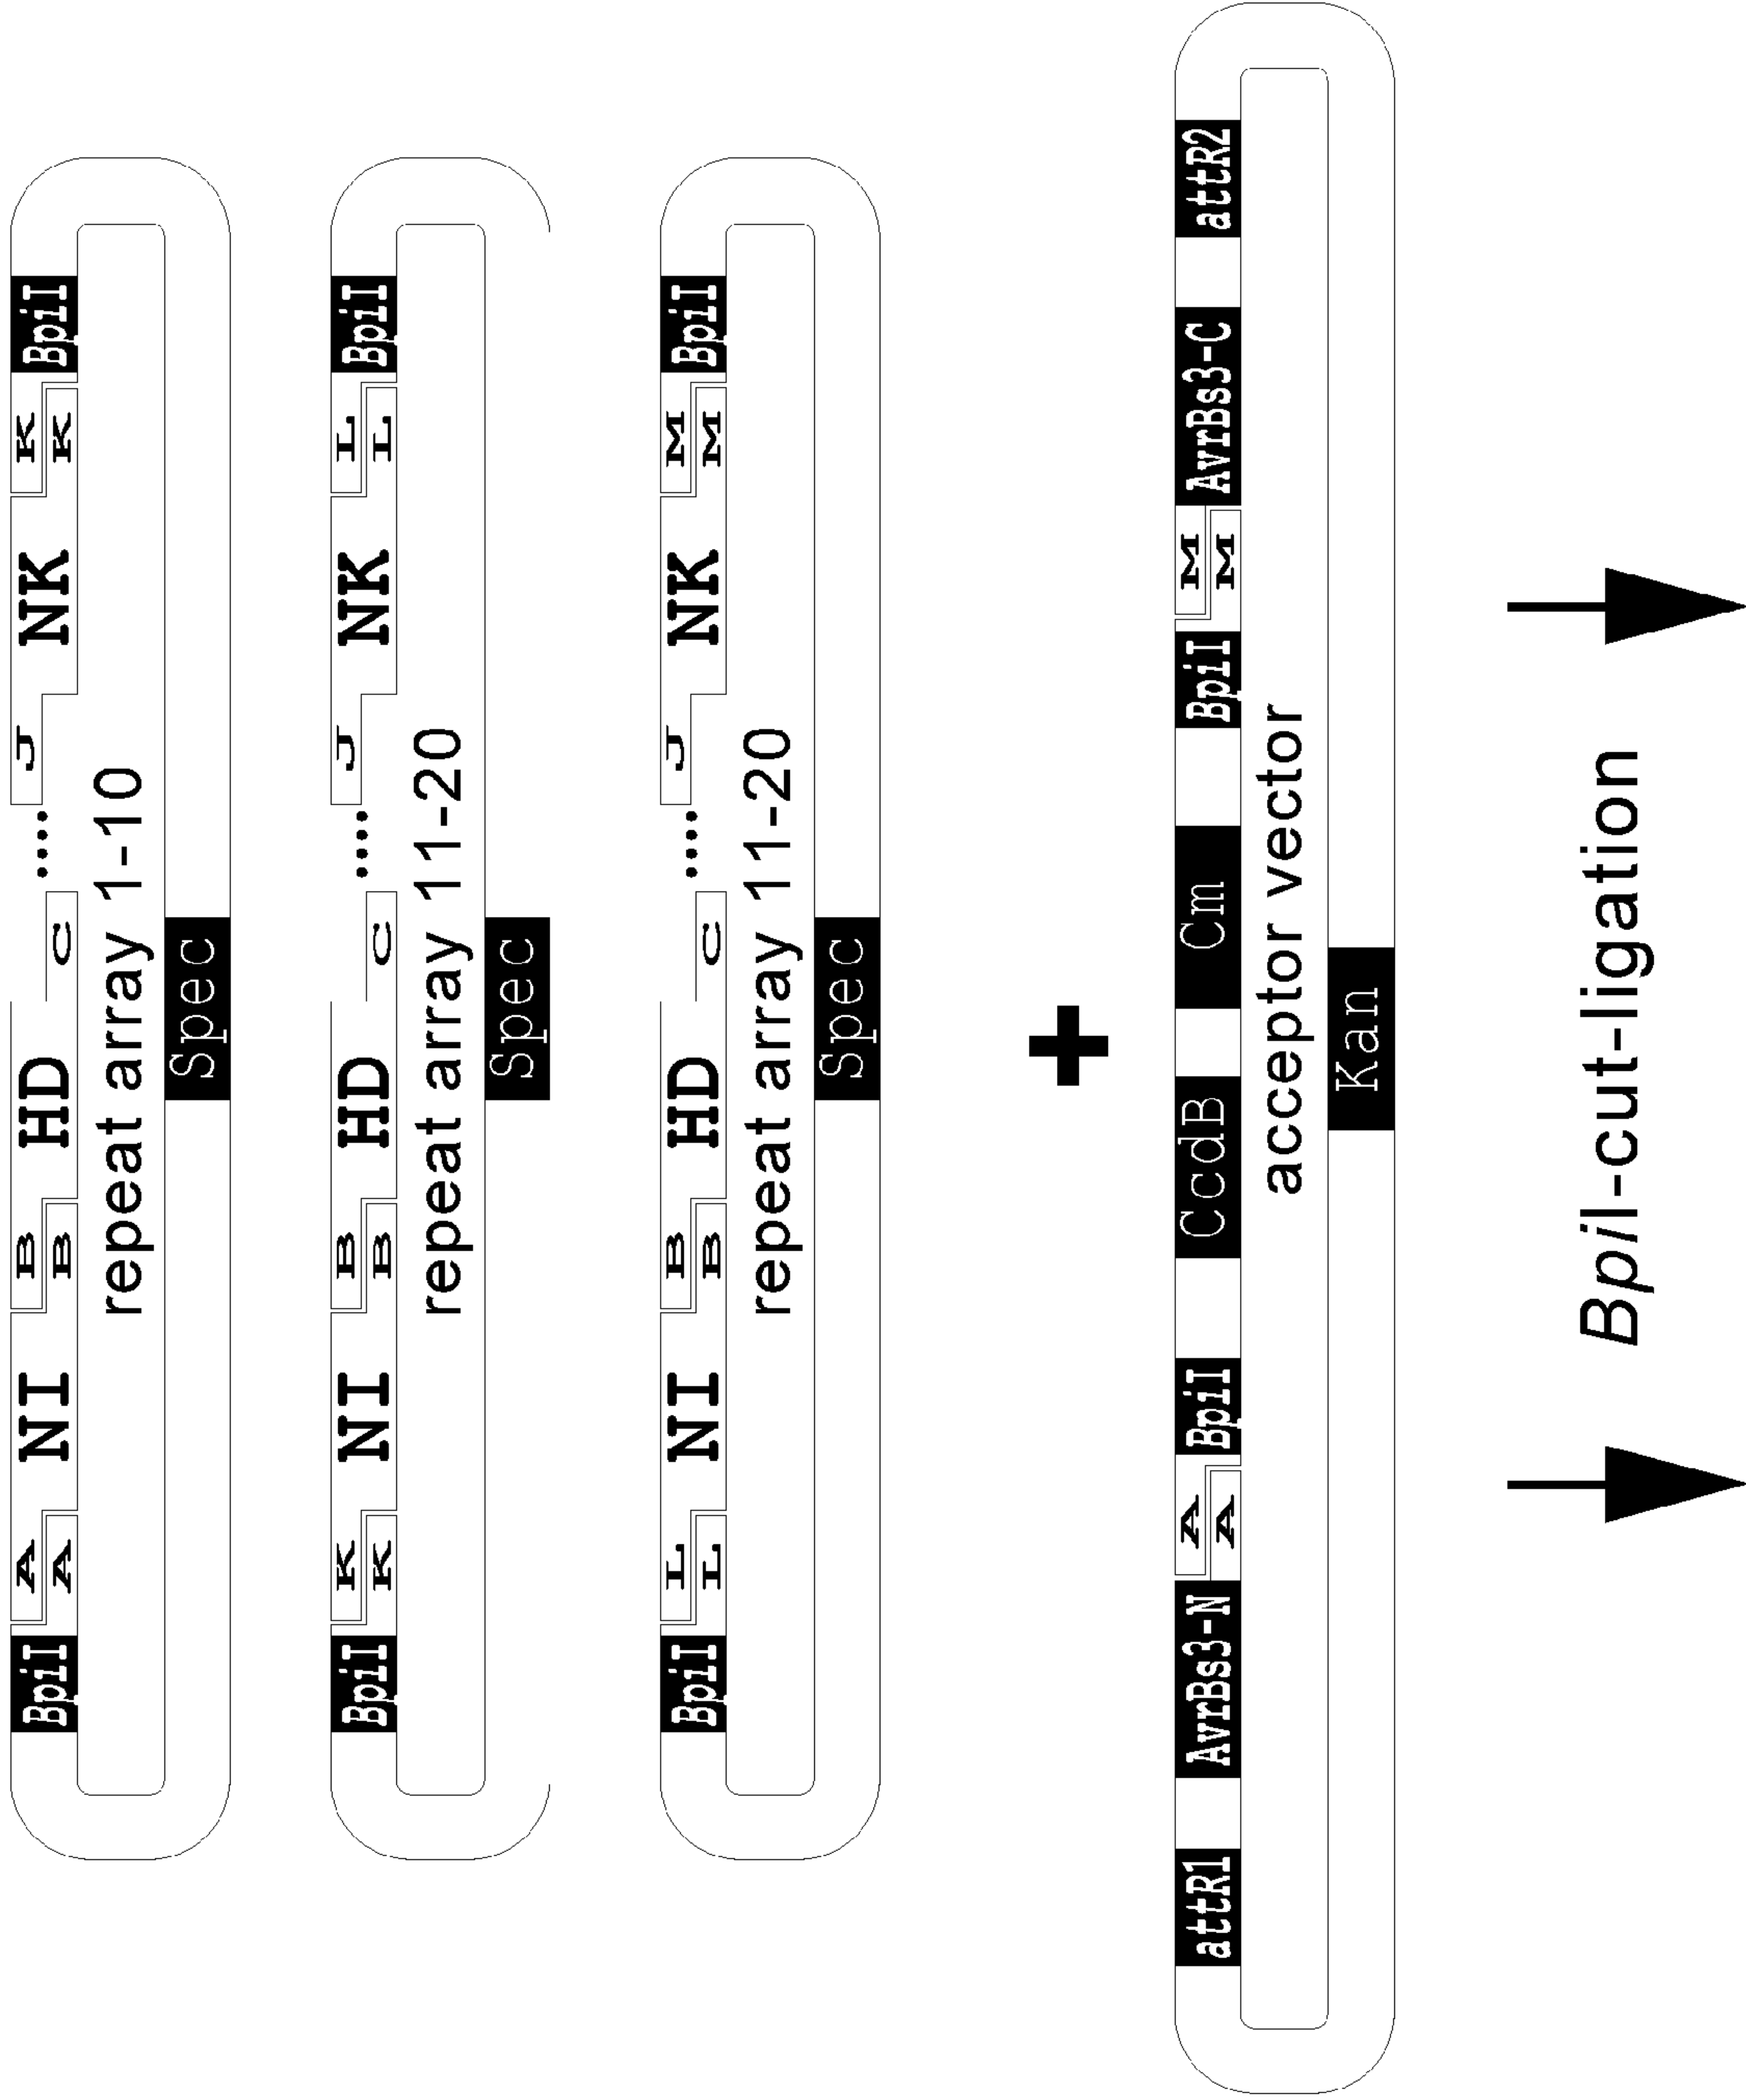 BpiI A A NI B B HD C .... J NK K K BpiI
repeat array 1-10
Spec
BpiI K K NI B B HD C .... J NK L L BpiI
repeat array 11-20
Spec
BpiI L L NI B B HD C .... J NK M M BpiI
repeat array 11-20
Spec
+
attR1 AvrBs3-N A A BpiI CcdB Cm BpiI M M AvrBs3-C attR2
acceptor vector
Kan
BpiI-cut-ligation